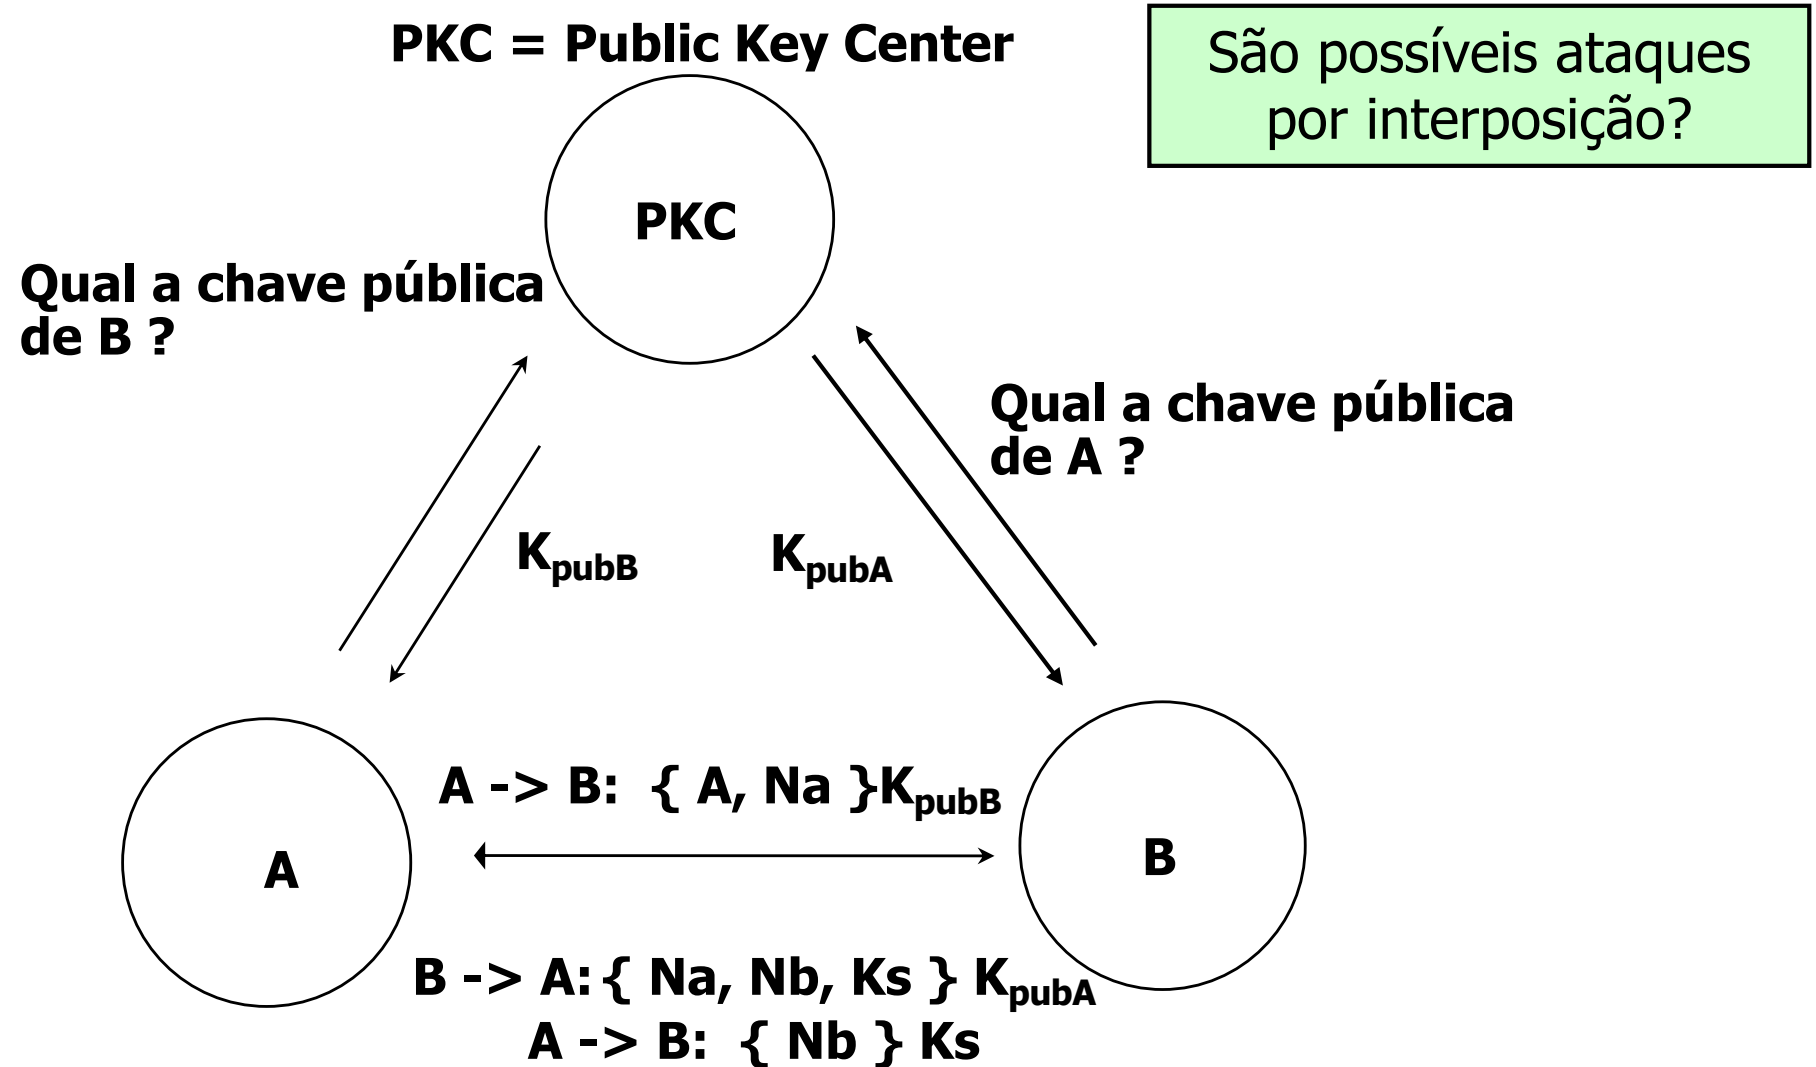 PKC = Public Key Center
São possíveis ataques
por interposição?
PKC
Qual a chave pública
de B ?
Qual a chave pública
de A ?
KpubB
KpubA
A -> B: { A, Na }KpubB
A
B
B -> A: { Na, Nb, Ks } KpubA
A -> B: { Nb } Ks